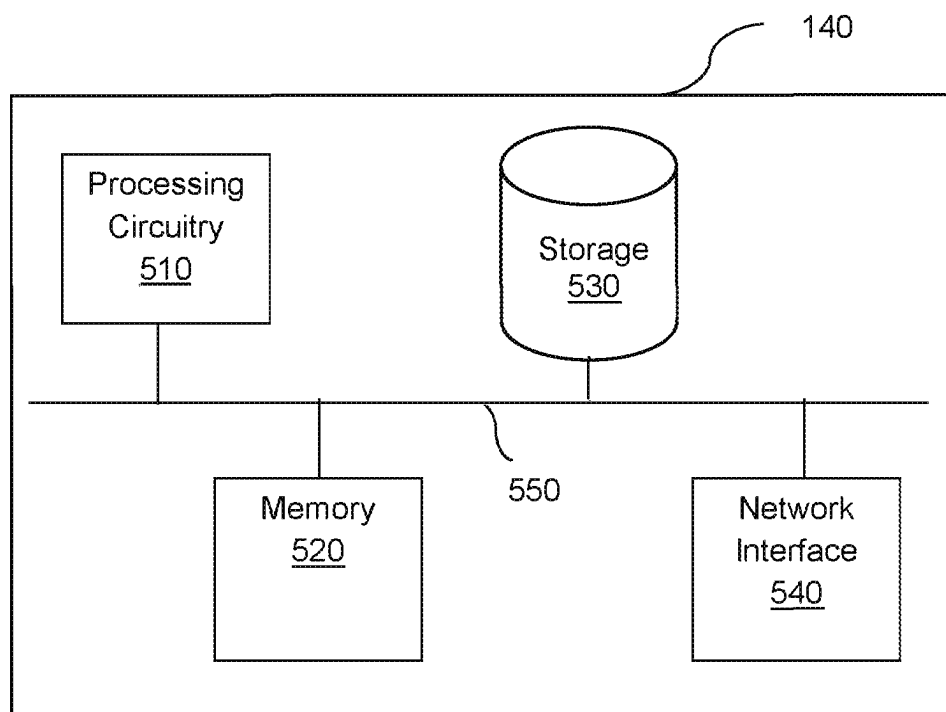 140
Processing
Circuitry
510
Storage
530
550
Memory
520
Network
Interface
540